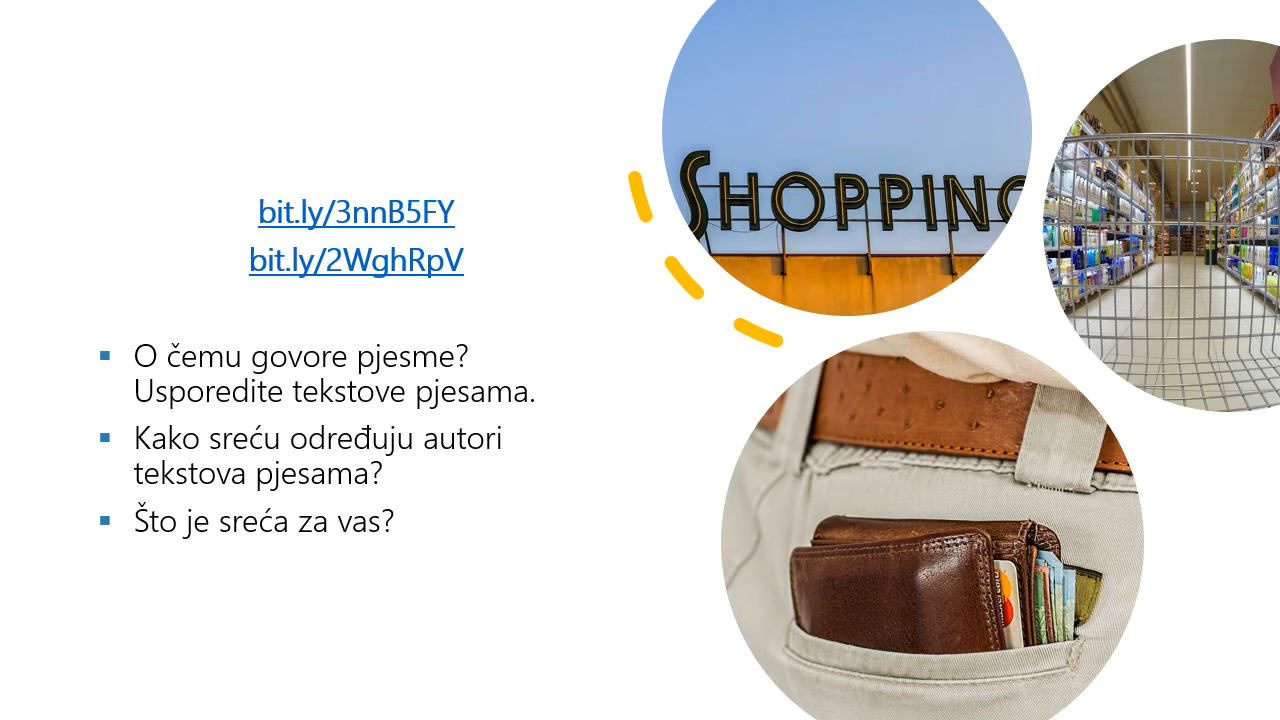 bit.ly/3nnB5FY
bit.ly/2WghRpV
O čemu govore pjesme?
Usporedite tekstove pjesama.
Kako sreću određuju autori
tekstova pjesama?
Što je sreća za vas?
SHOPPING